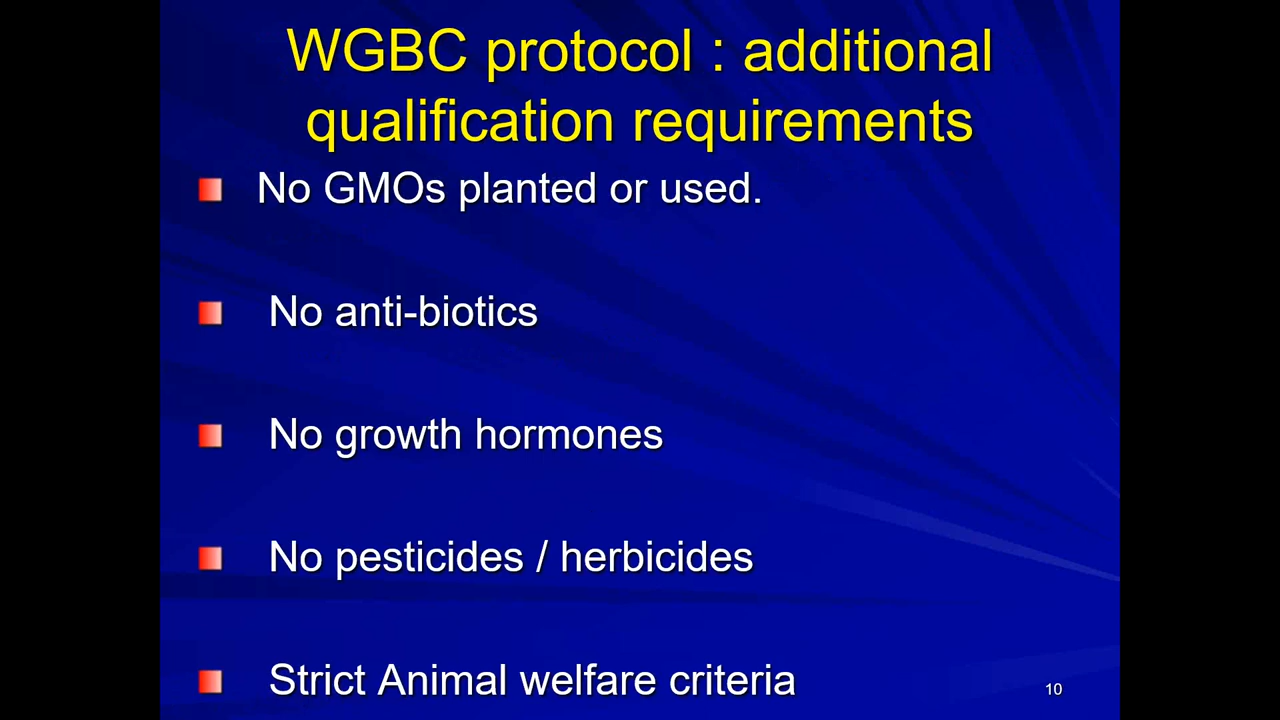 WGBC protocol : additional
qualification requirements
No GMOs planted or used.
No anti-biotics
No growth hormones
No pesticides / herbicides
Strict Animal welfare criteria
10